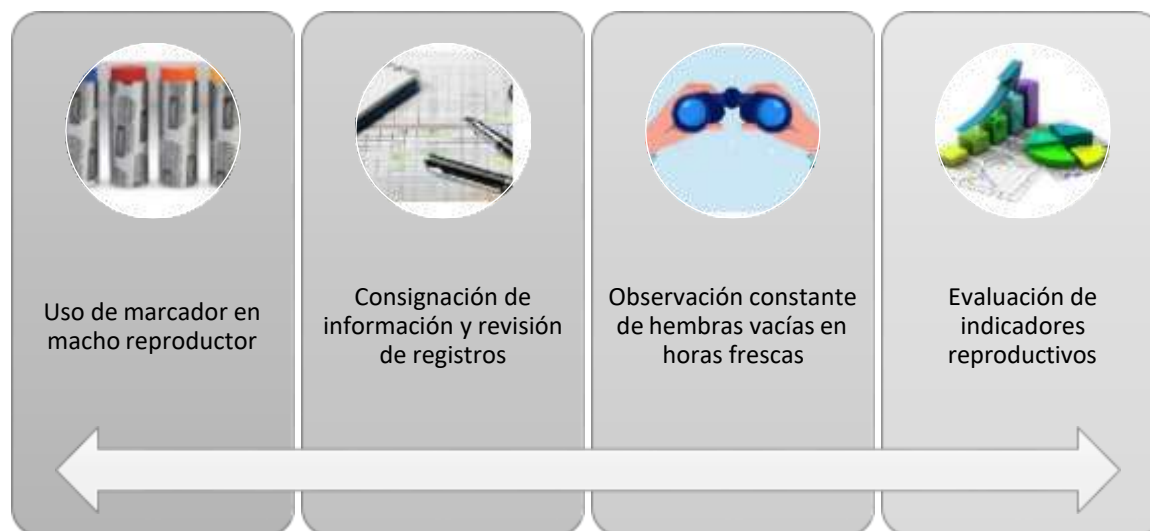 Uso de marcador en
macho reproductor
Consignación de
información y revisión
de registros
Observación constante
de hembras vacías en
horas frescas
Evaluación de
indicadores
reproductivos